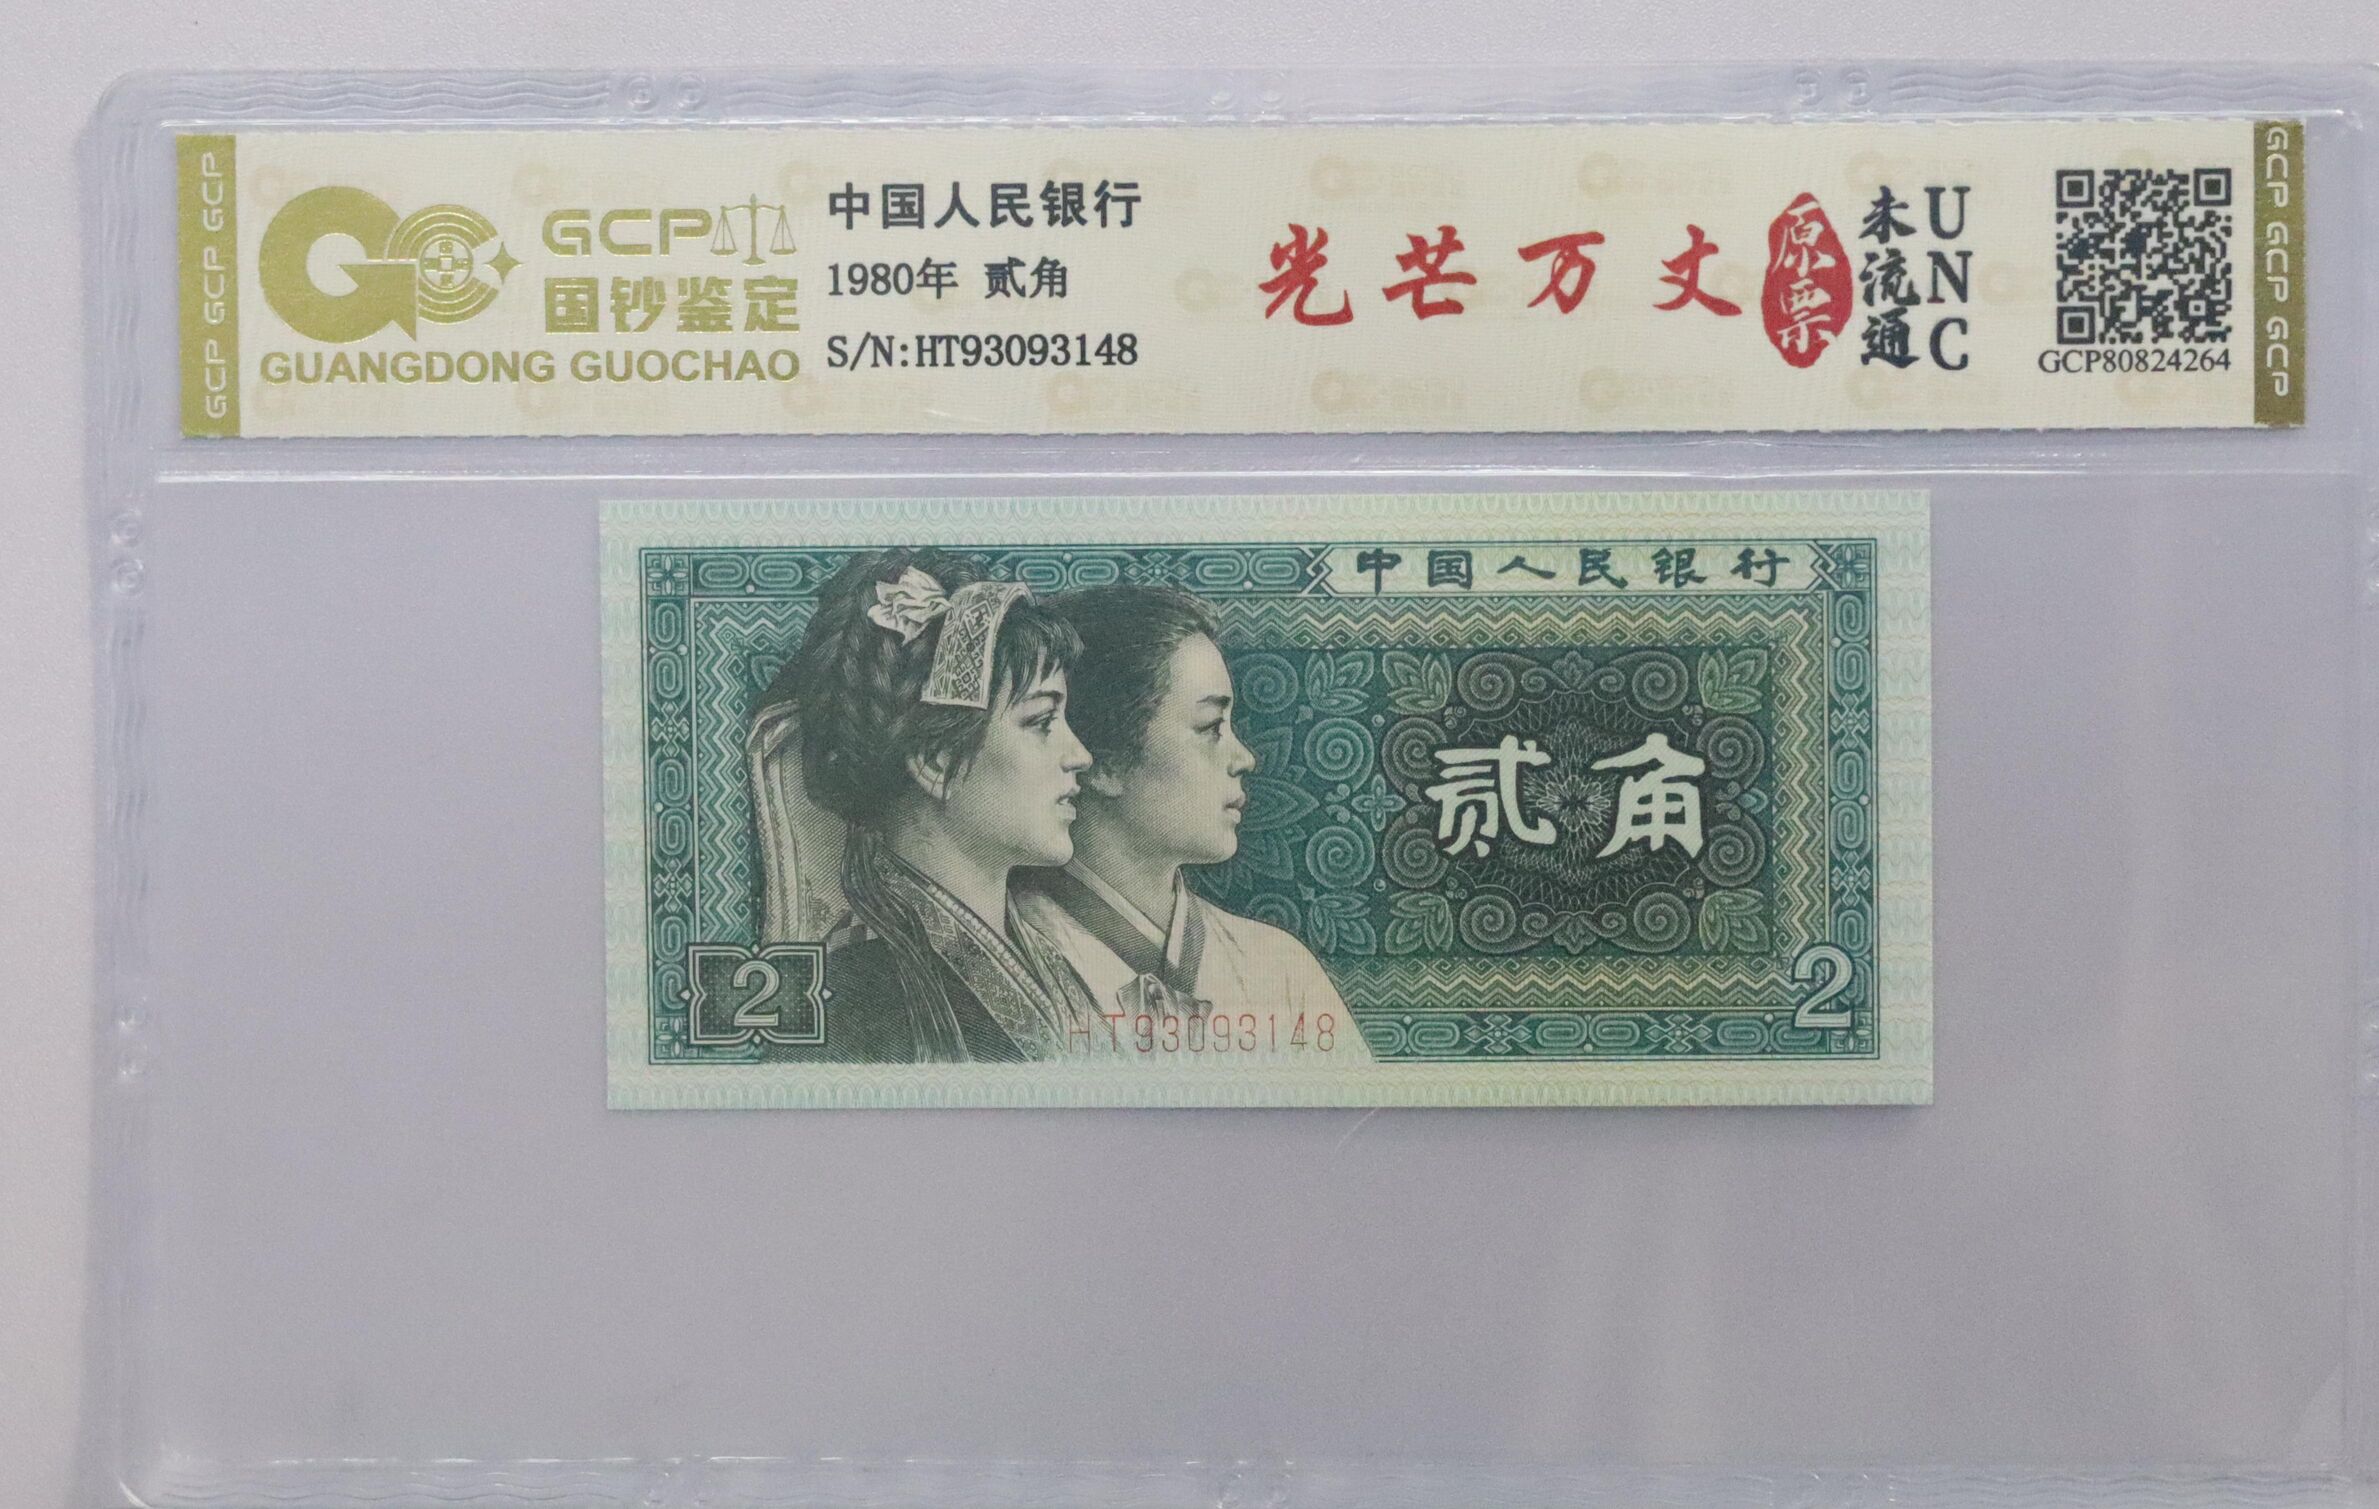 GCP GCP GCP
GCP
国钞鉴定
GUANGDONG GUOCHAO
中国人民银行
1980年 贰角
S/N:HT93093148
光芒万丈
原票
未流通
UNC
GCP80824264
GCP GCP GCP
中国人民银行
贰角
2
2
HT93093148